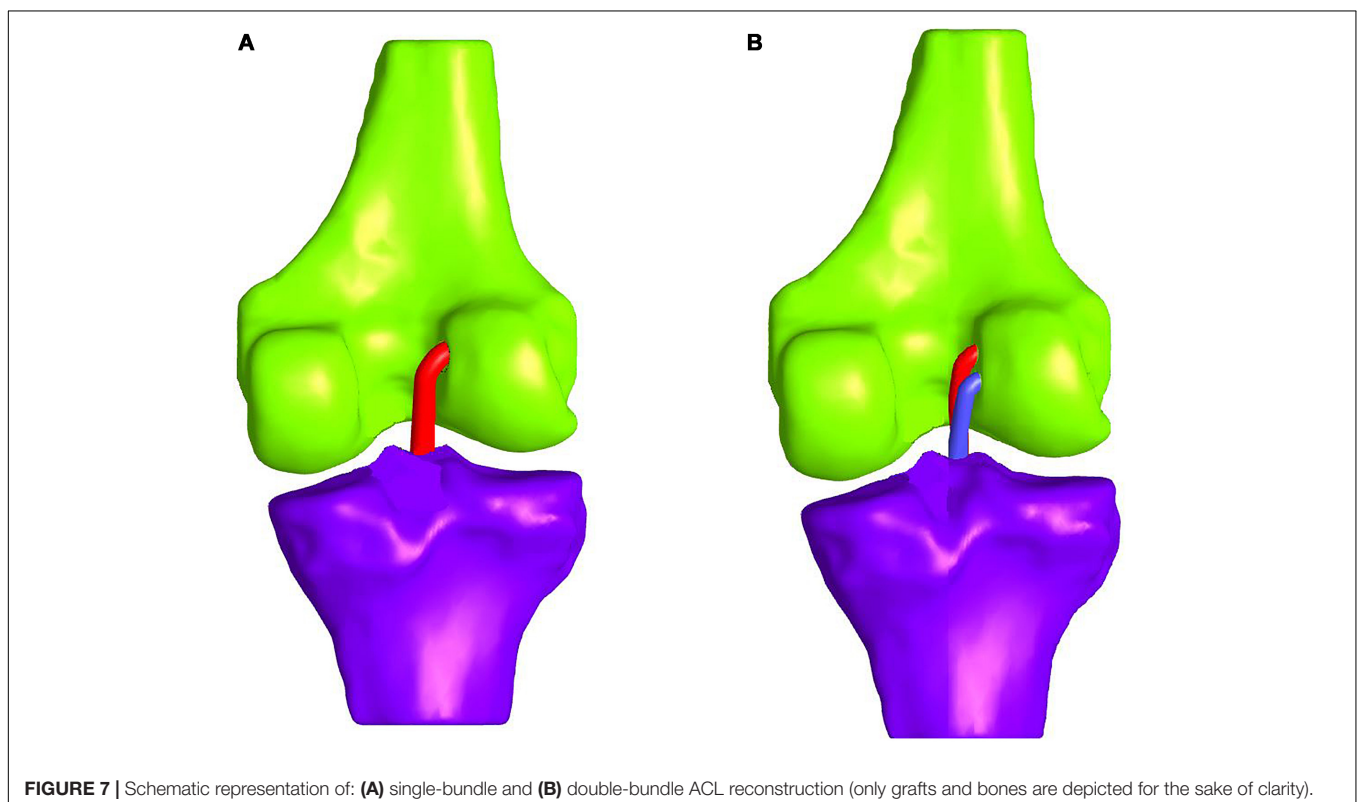 A
B
FIGURE 7 | Schematic representation of: (A) single-bundle and (B) double-bundle ACL reconstruction (only grafts and bones are depicted for the sake of clarity).